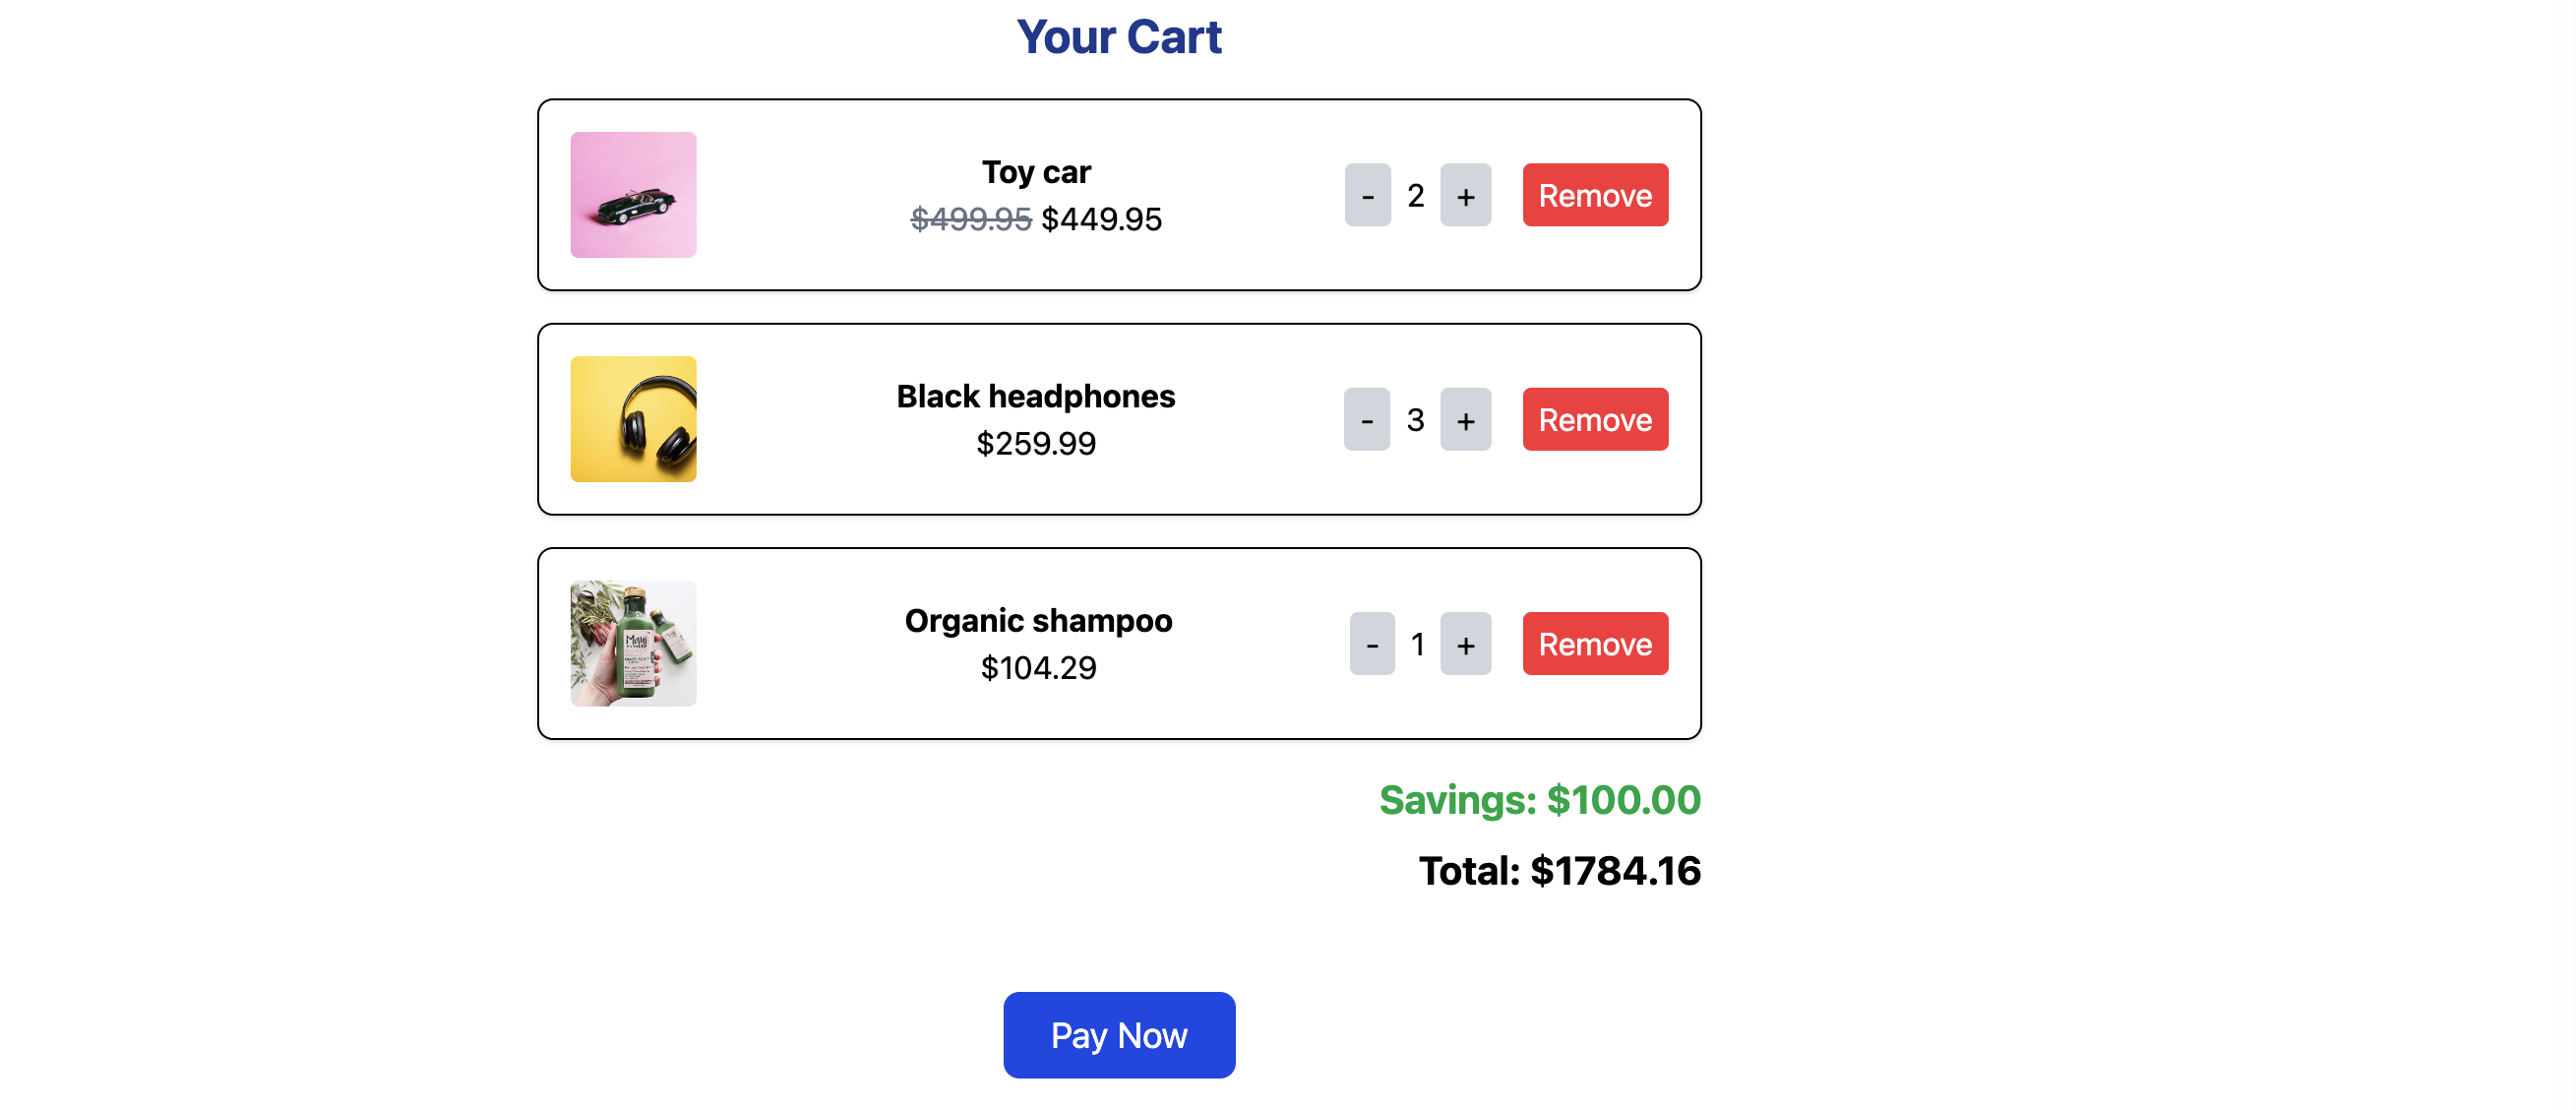 Your Cart
Toy car
$499.95 $449.95
- 2 + Remove
Black headphones
$259.99
- 3 + Remove
Maui
Organic shampoo
$104.29
- 1 + Remove
Savings: $100.00
Total: $1784.16
Pay Now